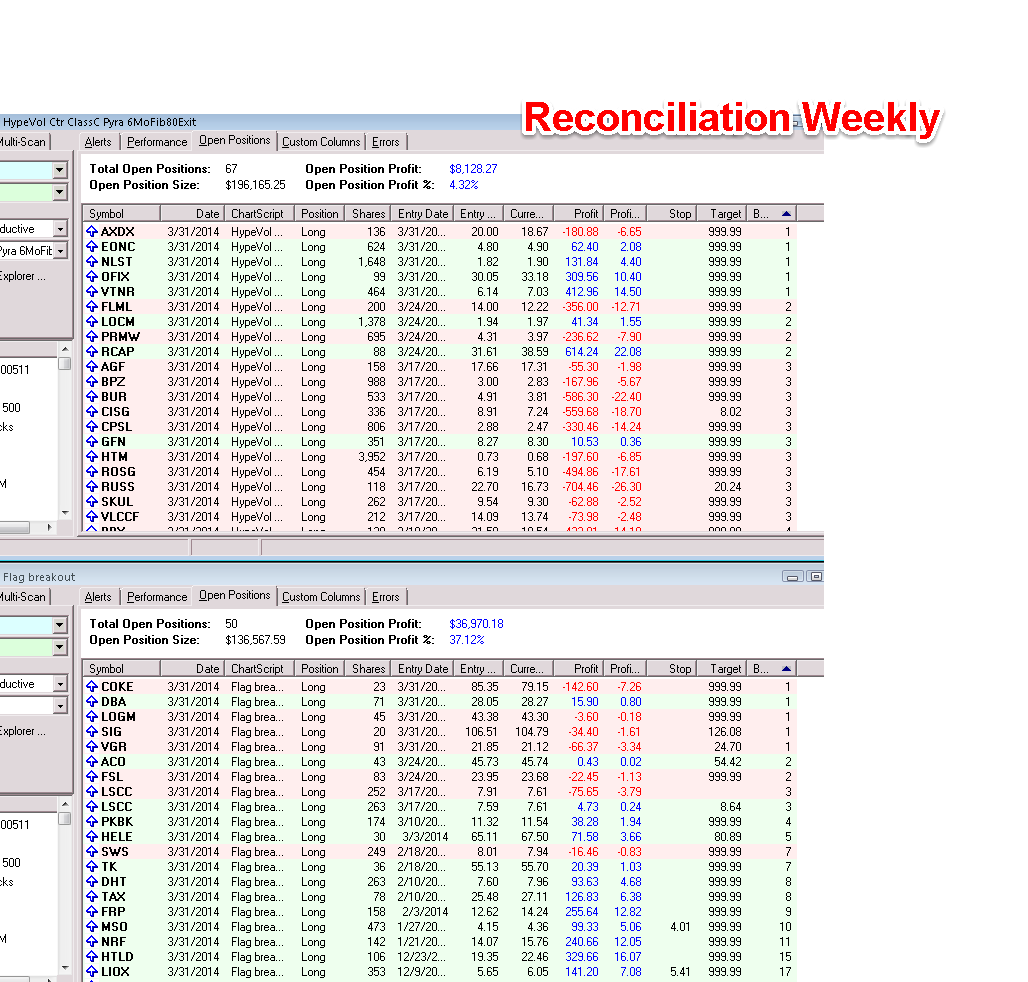 Reconciliation Weekly
HypeVol Ctr ClassC Pyra 6MoFib80Exit
Multi-Scan Alerts Performance Open Positions Custom Columns Errors
Total Open Positions: 67 Open Position Profit: $8,128.27
Open Position Size: $196,165.25 Open Position Profit %: 4.32%
Symbol Date ChartScript Position Shares Entry Date Entry ... Curre... Profit Profi... Stop Target B...
AXDX 3/31/2014 HypeVol ... Long 136 3/31/20... 20.00 18.67 -180.88 -6.65 999.99 1
EONC 3/31/2014 HypeVol ... Long 624 3/31/20... 4.80 4.90 62.40 2.08 999.99 1
NLST 3/31/2014 HypeVol ... Long 1,648 3/31/20... 1.82 1.90 131.84 4.40 999.99 1
OFIX 3/31/2014 HypeVol ... Long 99 3/31/20... 30.05 33.18 309.56 10.40 999.99 1
VTNR 3/31/2014 HypeVol ... Long 464 3/31/20... 6.14 7.03 412.96 14.50 999.99 1
FLML 3/31/2014 HypeVol ... Long 200 3/24/20... 14.00 12.22 -356.00 -12.71 999.99 2
LOCM 3/31/2014 HypeVol ... Long 1,378 3/24/20... 1.94 1.97 41.34 1.55 999.99 2
PRMW 3/31/2014 HypeVol ... Long 695 3/24/20... 4.31 3.97 -236.62 -7.90 999.99 2
RCAP 3/31/2014 HypeVol ... Long 88 3/24/20... 31.61 38.59 614.24 22.08 999.99 2
AGF 3/31/2014 HypeVol ... Long 158 3/17/20... 17.66 17.31 -55.30 -1.98 999.99 3
BPZ 3/31/2014 HypeVol ... Long 988 3/17/20... 3.00 2.83 -167.96 -5.67 999.99 3
BUR 3/31/2014 HypeVol ... Long 533 3/17/20... 4.91 3.81 -586.30 -22.40 999.99 3
CISG 3/31/2014 HypeVol ... Long 336 3/17/20... 8.91 7.24 -559.68 -18.70 8.02 3
CPSL 3/31/2014 HypeVol ... Long 806 3/17/20... 2.88 2.47 -330.46 -14.24 999.99 3
GFN 3/31/2014 HypeVol ... Long 351 3/17/20... 8.27 8.30 10.53 0.36 999.99 3
HTM 3/31/2014 HypeVol ... Long 3,952 3/17/20... 0.73 0.68 -197.60 -6.85 999.99 3
ROSG 3/31/2014 HypeVol ... Long 454 3/17/20... 6.19 5.10 -494.86 -17.61 999.99 3
RUSS 3/31/2014 HypeVol ... Long 118 3/17/20... 22.70 16.73 -704.46 -26.30 20.24 3
SKUL 3/31/2014 HypeVol ... Long 262 3/17/20... 9.54 9.30 -62.88 -2.52 999.99 3
VLCCF 3/31/2014 HypeVol ... Long 212 3/17/20... 14.09 13.74 -73.98 -2.48 999.99 3
ductive
Pyra 6MoFit
Explorer ...
00511
500
cks
M
Flag breakout
Multi-Scan Alerts Performance Open Positions Custom Columns Errors
Total Open Positions: 50 Open Position Profit: $36,970.18
Open Position Size: $136,567.59 Open Position Profit %: 37.12%
Symbol Date ChartScript Position Shares Entry Date Entry ... Curre... Profit Profi... Stop Target B...
COKE 3/31/2014 Flag brea... Long 23 3/31/20... 85.35 79.15 -142.60 -7.26 999.99 1
DBA 3/31/2014 Flag brea... Long 71 3/31/20... 28.05 28.27 15.90 0.80 999.99 1
LOGM 3/31/2014 Flag brea... Long 45 3/31/20... 43.38 43.30 -3.60 -0.18 999.99 1
SIG 3/31/2014 Flag brea... Long 20 3/31/20... 106.51 104.79 -34.40 -1.61 126.08 1
VGR 3/31/2014 Flag brea... Long 91 3/31/20... 21.85 21.12 -66.37 -3.34 24.70 1
ACO 3/31/2014 Flag brea... Long 43 3/24/20... 45.73 45.74 0.43 0.02 54.42 2
FSL 3/31/2014 Flag brea... Long 83 3/24/20... 23.95 23.68 -22.45 -1.13 999.99 2
LSCC 3/31/2014 Flag brea... Long 252 3/17/20... 7.91 7.61 -75.65 -3.79 3
LSCC 3/31/2014 Flag brea... Long 263 3/17/20... 7.59 7.61 4.73 0.24 8.64 3
PKBK 3/31/2014 Flag brea... Long 174 3/10/20... 11.32 11.54 38.28 1.94 999.99 4
HELE 3/31/2014 Flag brea... Long 30 3/3/2014 65.11 67.50 71.58 3.66 80.89 5
SWS 3/31/2014 Flag brea... Long 249 2/18/20... 8.01 7.94 -16.46 -0.83 999.99 7
TK 3/31/2014 Flag brea... Long 36 2/18/20... 55.13 55.70 20.39 1.03 999.99 7
DHT 3/31/2014 Flag brea... Long 263 2/10/20... 7.60 7.96 93.63 4.68 999.99 8
TAX 3/31/2014 Flag brea... Long 78 2/10/20... 25.48 27.11 126.83 6.38 999.99 8
FRP 3/31/2014 Flag brea... Long 158 2/3/2014 12.62 14.24 255.64 12.82 999.99 9
MSO 3/31/2014 Flag brea... Long 473 1/27/20... 4.15 4.36 99.33 5.06 4.01 999.99 10
NRF 3/31/2014 Flag brea... Long 142 1/21/20... 14.07 15.76 240.66 12.05 999.99 11
HTLD 3/31/2014 Flag brea... Long 106 12/23/2... 19.35 22.46 329.66 16.07 999.99 15
LIOX 3/31/2014 Flag brea... Long 353 12/9/20... 5.65 6.05 141.20 7.08 5.41 999.99 17
ductive
Explorer ...
00511
500
cks
M